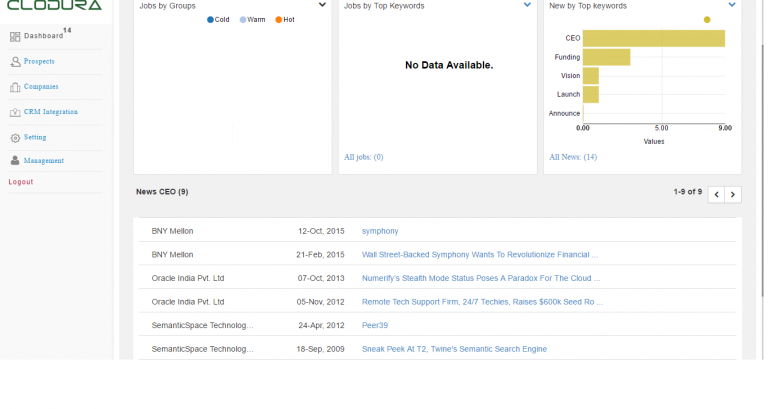 CLODURA
Dashboard 14
Prospects
Companies
CRM Integration
Setting
Management
Logout
Jobs by Groups
Cold Warm Hot
Jobs by Top Keywords
No Data Available.
All jobs: (0)
New by Top keywords
CEO
Funding
Vision
Launch
Announce
0.00 5.00 9.00
Values
All News: (14)
News CEO (9) 1-9 of 9
BNY Mellon 12-Oct, 2015 symphony
BNY Mellon 21-Feb, 2015 Wall Street-Backed Symphony Wants To Revolutionize Financial ...
Oracle India Pvt. Ltd 07-Oct, 2013 Numerify's Stealth Mode Status Poses A Paradox For The Cloud ...
Oracle India Pvt. Ltd 05-Nov, 2012 Remote Tech Support Firm, 24/7 Techies, Raises $600k Seed Ro ...
SemanticSpace Technolog... 24-Apr, 2012 Peer39
SemanticSpace Technolog... 18-Sep, 2009 Sneak Peek At T2, Twine's Semantic Search Engine